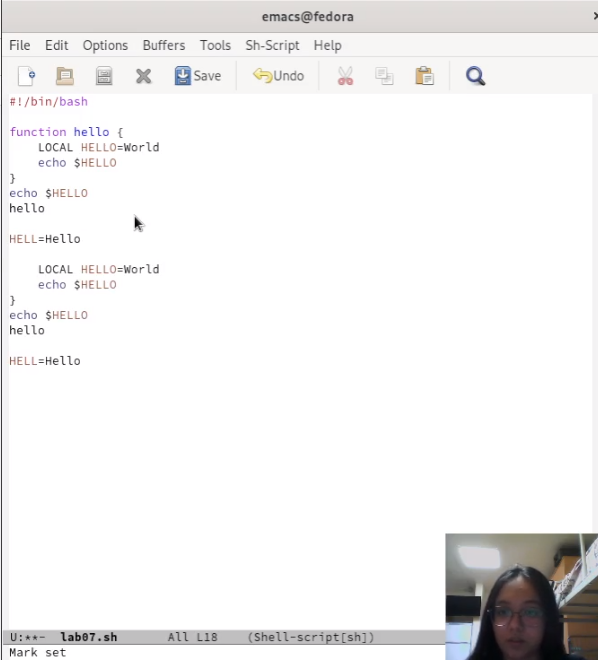 emacs@fedora
File Edit Options Buffers Tools Sh-Script Help
Save Undo
#!/bin/bash
function hello {
    LOCAL HELLO=World
    echo $HELLO
}
echo $HELLO
hello
HELL=Hello
    LOCAL HELLO=World
    echo $HELLO
}
echo $HELLO
hello
HELL=Hello
U:**-  lab07.sh       All L18    (Shell-script[sh])
Mark set